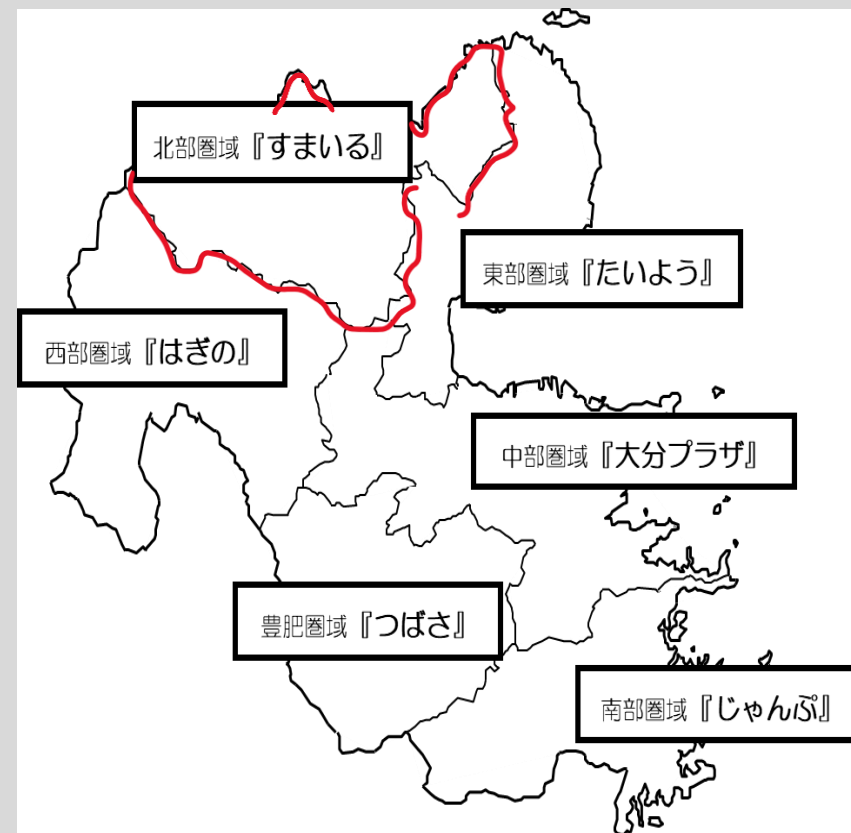 北部圏域『すまいる』
東部圏域『たいよう』
西部圏域『はぎの』
中部圏域『大分プラザ』
豊肥圏域『つばさ』
南部圏域『じゃんぷ』